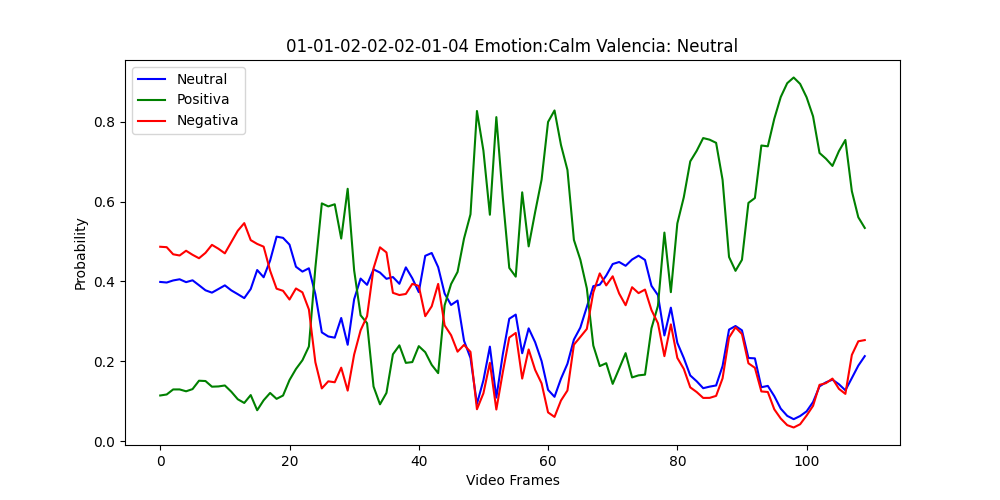 01-01-02-02-02-01-04 Emotion:Calm Valencia: Neutral
Neutral
Positiva
Negativa
Probability
0.8
0.6
0.4
0.2
0.0
0 20 40 60 80 100
Video Frames